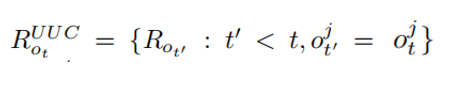 $R^{UUC}_{o_t} = \{R_{o_{t'}} : t' < t, o^j_{t'} = o^j_t\}$